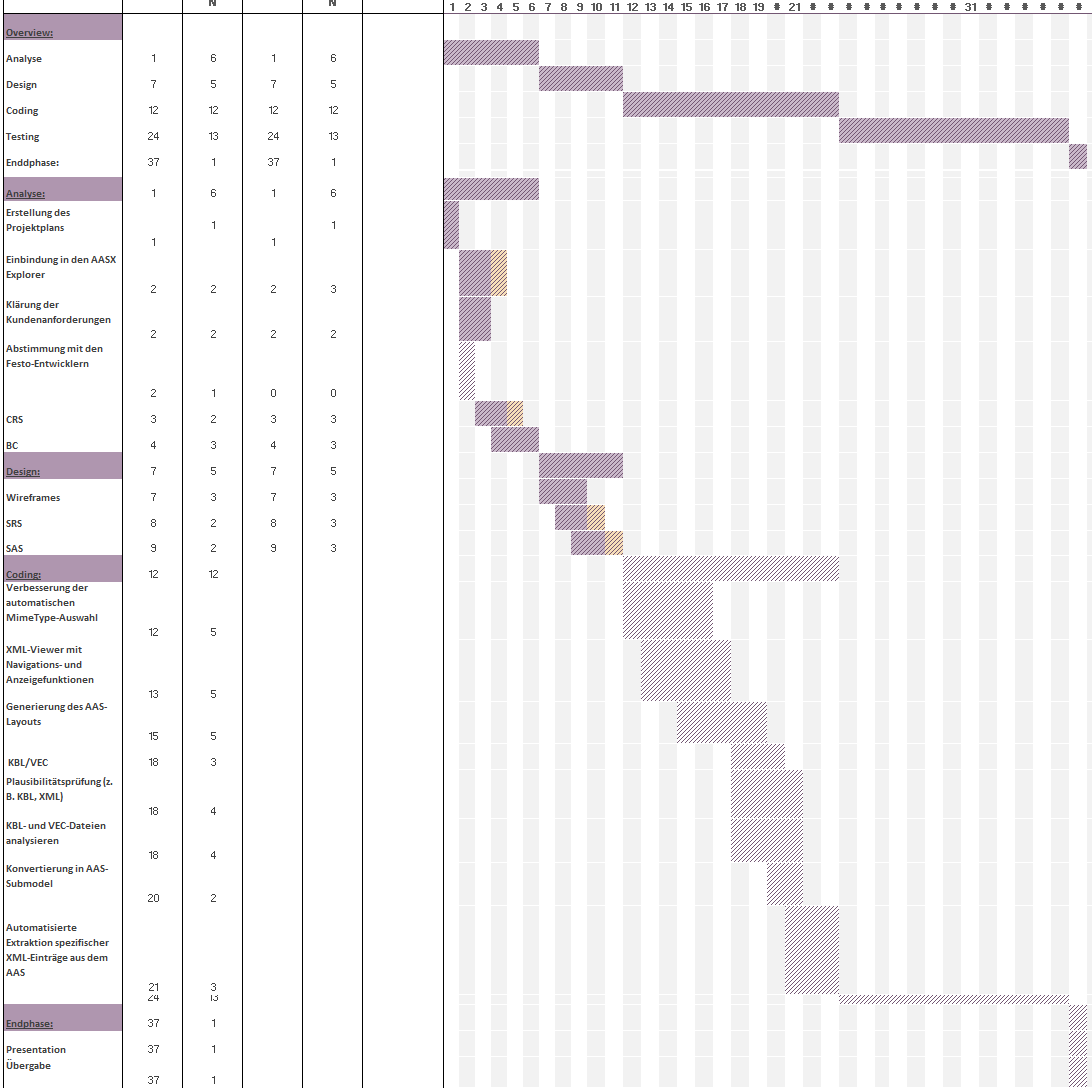 N N
1 2 3 4 5 6 7 8 9 10 11 12 13 14 15 16 17 18 19 # 21 # # # # # # # # # 31 # # # # # #
Overview:
Analyse 1 6 1 6
Design 7 5 7 5
Coding 12 12 12 12
Testing 24 13 24 13
Enddphase: 37 1 37 1
Analyse: 1 6 1 6
Erstellung des
Projektplans 1 1
1 1
Einbindung in den AASX
Explorer
2 2 2 3
Klärung der
Kundenanforderungen
2 2 2 2
Abstimmung mit den
Festo-Entwicklern
2 1 0 0
CRS 3 2 3 3
BC 4 3 4 3
Design: 7 5 7 5
Wireframes 7 3 7 3
SRS 8 2 8 3
SAS 9 2 9 3
Coding: 12 12
Verbesserung der
automatischen
MimeType-Auswahl
12 5
XML-Viewer mit
Navigations- und
Anzeigefunktionen
13 5
Generierung des AAS-
Layouts
15 5
KBL/VEC 18 3
Plausibilitätsprüfung (z.
B. KBL, XML)
18 4
KBL- und VEC-Dateien
analysieren
18 4
Konvertierung in AAS-
Submodel
20 2
Automatisierte
Extraktion spezifischer
XML-Einträge aus dem
AAS
21 3
24 13
Endphase: 37 1
Presentation 37 1
Übergabe
37 1